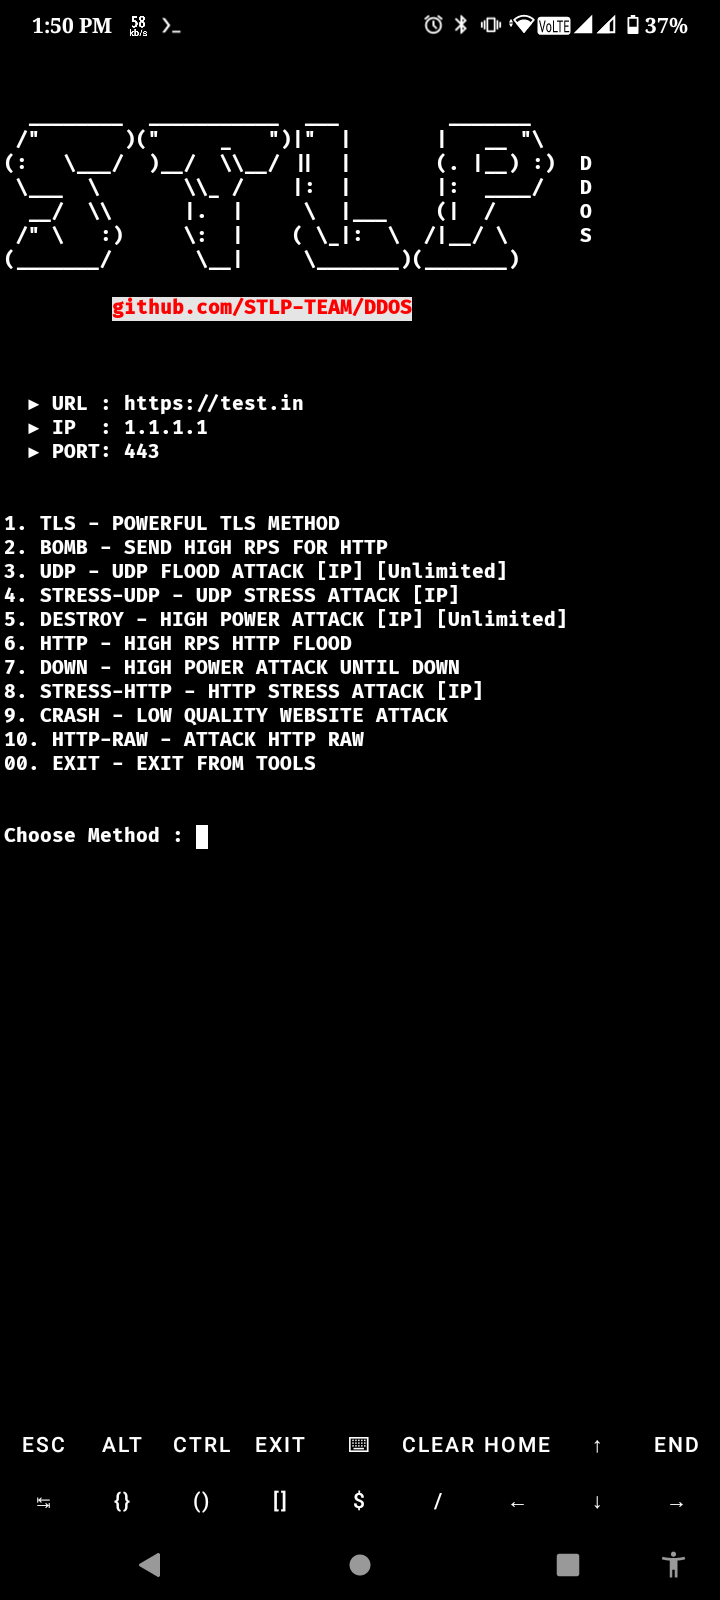 1:50 PM 58 kb/s VoLTE 37%
D
D
O
S
github.com/STLP-TEAM/DDOS
► URL : https://test.in
► IP  : 1.1.1.1
► PORT: 443
1. TLS - POWERFUL TLS METHOD
2. BOMB - SEND HIGH RPS FOR HTTP
3. UDP - UDP FLOOD ATTACK [IP] [Unlimited]
4. STRESS-UDP - UDP STRESS ATTACK [IP]
5. DESTROY - HIGH POWER ATTACK [IP] [Unlimited]
6. HTTP - HIGH RPS HTTP FLOOD
7. DOWN - HIGH POWER ATTACK UNTIL DOWN
8. STRESS-HTTP - HTTP STRESS ATTACK [IP]
9. CRASH - LOW QUALITY WEBSITE ATTACK
10. HTTP-RAW - ATTACK HTTP RAW
00. EXIT - EXIT FROM TOOLS
Choose Method :
ESC ALT CTRL EXIT CLEAR HOME ↑ END
↹ {} () [] $ / ← ↓ →